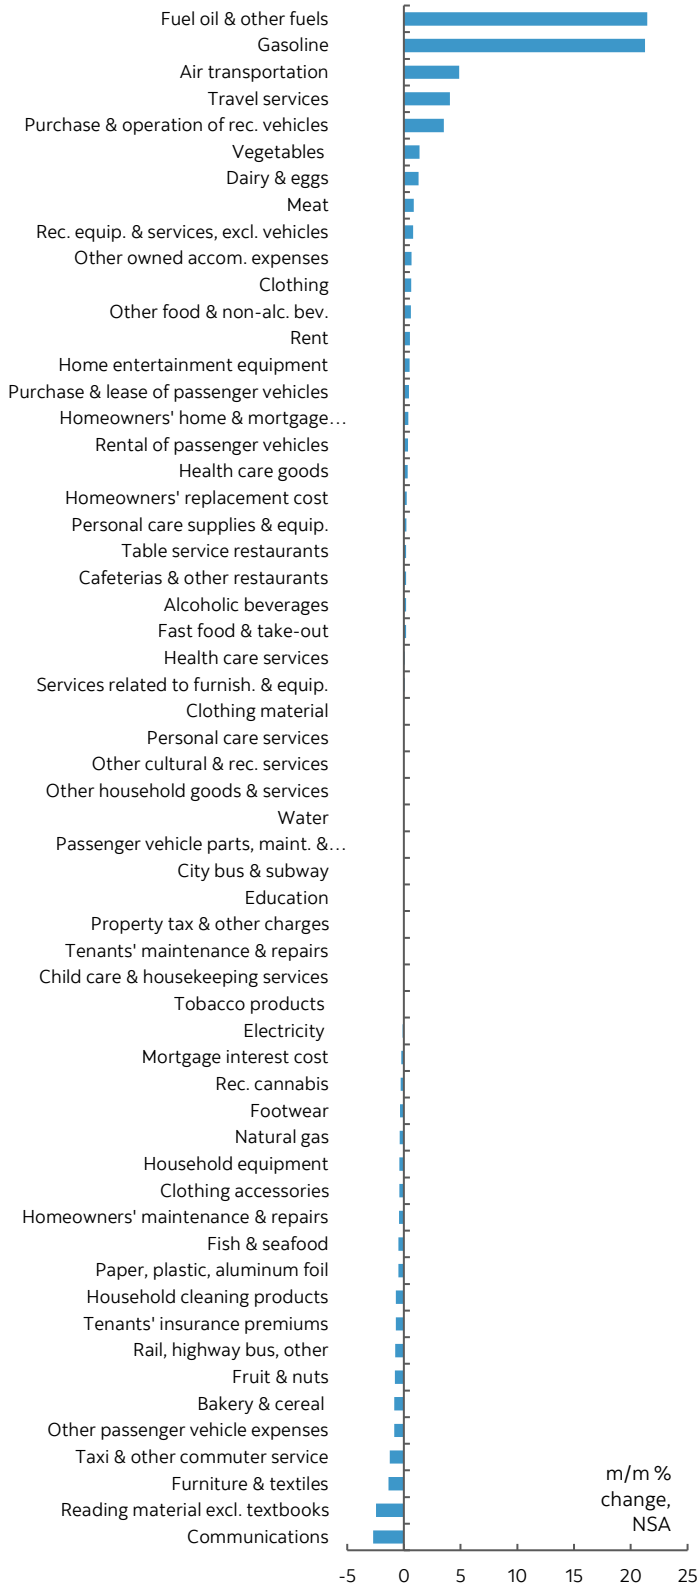 Fuel oil & other fuels
Gasoline
Air transportation
Travel services
Purchase & operation of rec. vehicles
Vegetables
Dairy & eggs
Meat
Rec. equip. & services, excl. vehicles
Other owned accom. expenses
Clothing
Other food & non-alc. bev.
Rent
Home entertainment equipment
Purchase & lease of passenger vehicles
Homeowners' home & mortgage…
Rental of passenger vehicles
Health care goods
Homeowners' replacement cost
Personal care supplies & equip.
Table service restaurants
Cafeterias & other restaurants
Alcoholic beverages
Fast food & take-out
Health care services
Services related to furnish. & equip.
Clothing material
Personal care services
Other cultural & rec. services
Other household goods & services
Water
Passenger vehicle parts, maint. &…
City bus & subway
Education
Property tax & other charges
Tenants' maintenance & repairs
Child care & housekeeping services
Tobacco products
Electricity
Mortgage interest cost
Rec. cannabis
Footwear
Natural gas
Household equipment
Clothing accessories
Homeowners' maintenance & repairs
Fish & seafood
Paper, plastic, aluminum foil
Household cleaning products
Tenants' insurance premiums
Rail, highway bus, other
Fruit & nuts
Bakery & cereal
Other passenger vehicle expenses
Taxi & other commuter service
Furniture & textiles
Reading material excl. textbooks
Communications
m/m %
change,
NSA
-5 0 5 10 15 20 25